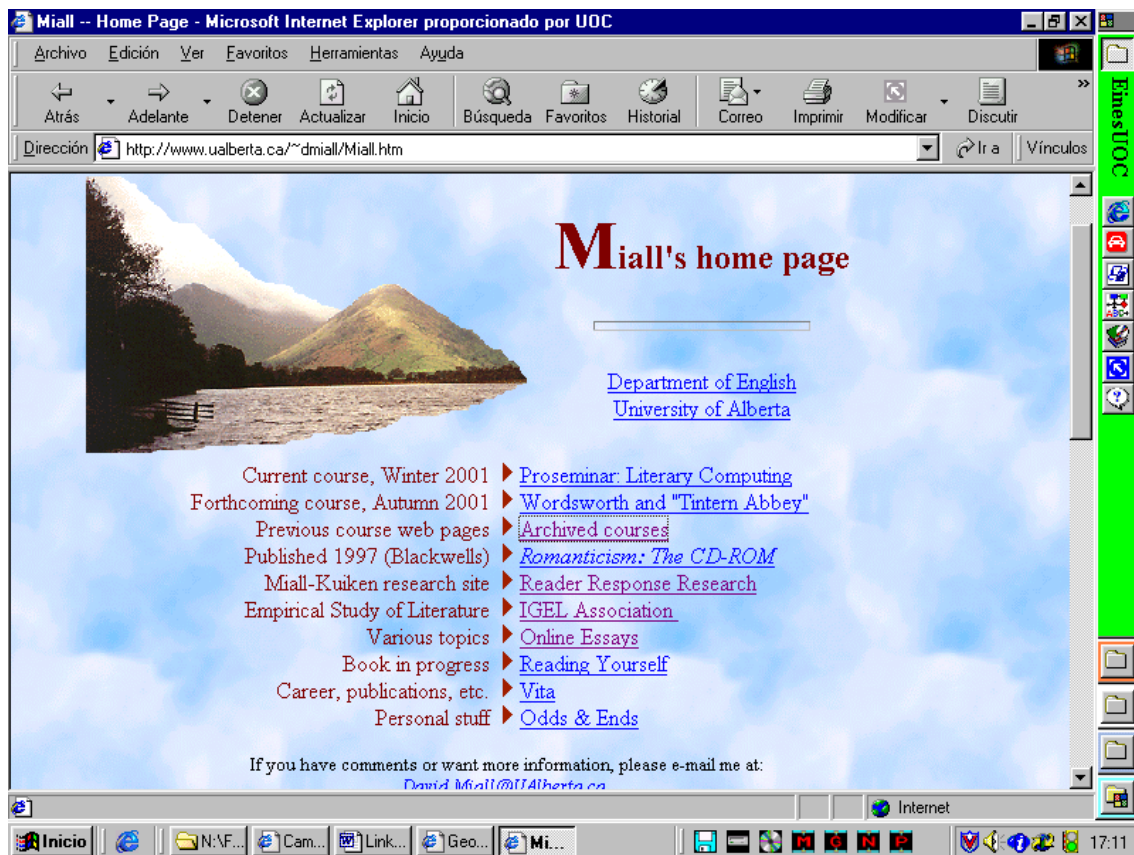 Miall -- Home Page - Microsoft Internet Explorer proporcionado por UOC
Archivo Edición Ver Favoritos Herramientas Ayuda
Atrás Adelante Detener Actualizar Inicio Búsqueda Favoritos Historial Correo Imprimir Modificar Discutir »
Dirección http://www.ualberta.ca/~dmiall/Miall.htm Ir a Vínculos
EinesUOC
Miall's home page
Department of English
University of Alberta
Current course, Winter 2001 Proseminar: Literary Computing
Forthcoming course, Autumn 2001 Wordsworth and "Tintern Abbey"
Previous course web pages Archived courses
Published 1997 (Blackwells) Romanticism: The CD-ROM
Miall-Kuiken research site Reader Response Research
Empirical Study of Literature IGEL Association
Various topics Online Essays
Book in progress Reading Yourself
Career, publications, etc. Vita
Personal stuff Odds & Ends
If you have comments or want more information, please e-mail me at:
David.Miall@UAlberta.ca
Internet
Inicio N:\F... Cam... Link... Geo... Mi... M G N P 17:11